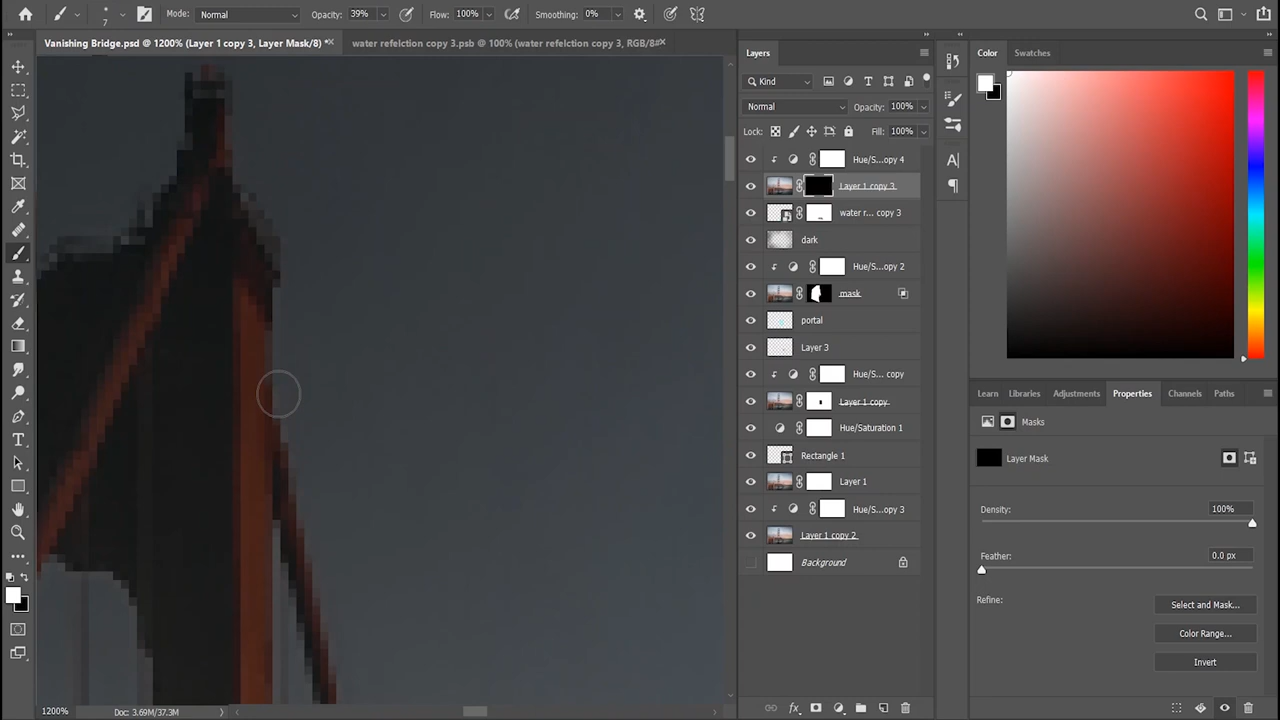 7
Mode: Normal
Opacity: 39%
Flow: 100%
Smoothing: 0%
Vanishing Bridge.psd @ 1200% (Layer 1 copy 3, Layer Mask/8) *
water refelction copy 3.psb @ 100% (water refelction copy 3, RGB/8#
Layers
Kind
Normal
Opacity: 100%
Lock:
Fill: 100%
Hue/S...opy 4
Layer 1 copy 3
water r... copy 3
dark
Hue/S...opy 2
mask
portal
Layer 3
Hue/S... copy
Layer 1 copy
Hue/Saturation 1
Rectangle 1
Layer 1
Hue/S...opy 3
Layer 1 copy 2
Background
Color
Swatches
Learn
Libraries
Adjustments
Properties
Channels
Paths
Masks
Layer Mask
Density: 100%
Feather: 0.0 px
Refine:
Select and Mask...
Color Range...
Invert
1200%
Doc: 3.69M/37.3M